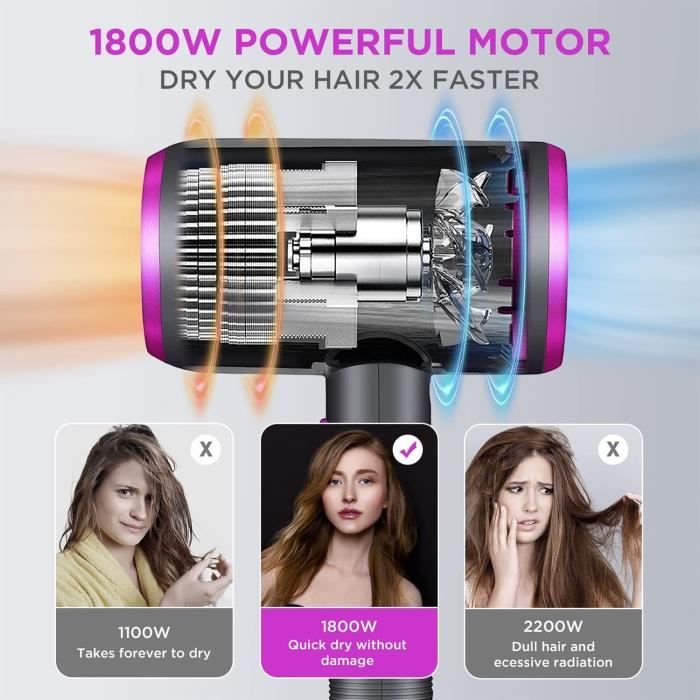 1800W POWERFUL MOTOR
DRY YOUR HAIR 2X FASTER
X
X
1100W
Takes forever to dry
1800W
Quick dry without
damage
2200W
Dull hair and
ecessive radiation